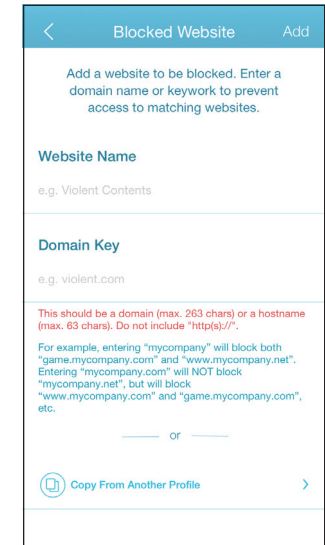 Blocked Website
Add
Add a website to be blocked. Enter a
domain name or keywork to prevent
access to matching websites.
Website Name
e.g. Violent Contents
Domain Key
e.g. violent.com
This should be a domain (max. 263 chars) or a hostname
(max. 63 chars). Do not include "http(s)://".
For example, entering “mycompany” will block both
“game.mycompany.com” and “www.mycompany.net”.
Entering “mycompany.com” will NOT block
“mycompany.net”, but will block
“www.mycompany.com” and “game.mycompany.com”,
etc.
or
Copy From Another Profile